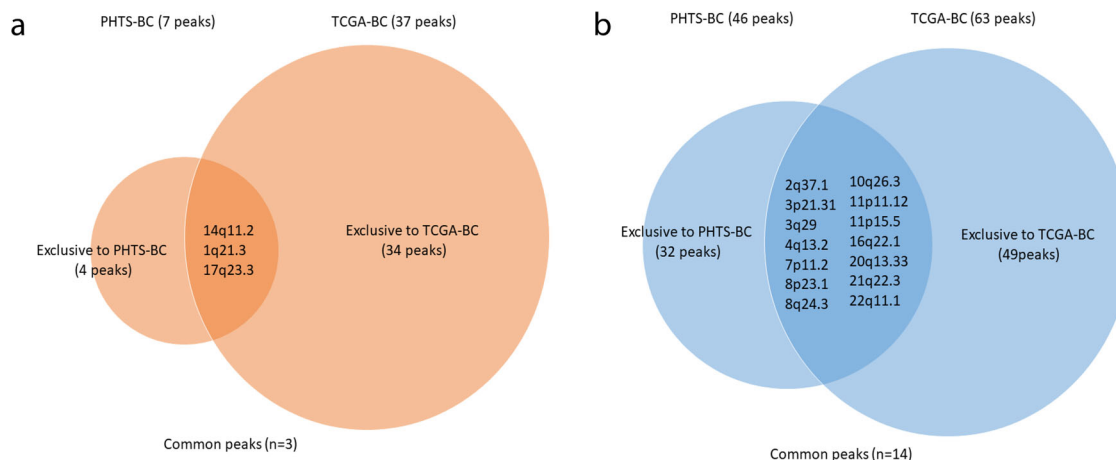 a
PHTS-BC (7 peaks)
TCGA-BC (37 peaks)
Exclusive to PHTS-BC
(4 peaks)
14q11.2
1q21.3
17q23.3
Exclusive to TCGA-BC
(34 peaks)
Common peaks (n=3)
b
PHTS-BC (46 peaks)
TCGA-BC (63 peaks)
Exclusive to PHTS-BC
(32 peaks)
2q37.1
3p21.31
3q29
4q13.2
7p11.2
8p23.1
8q24.3
10q26.3
11p11.12
11p15.5
16q22.1
20q13.33
21q22.3
22q11.1
Exclusive to TCGA-BC
(49peaks)
Common peaks (n=14)